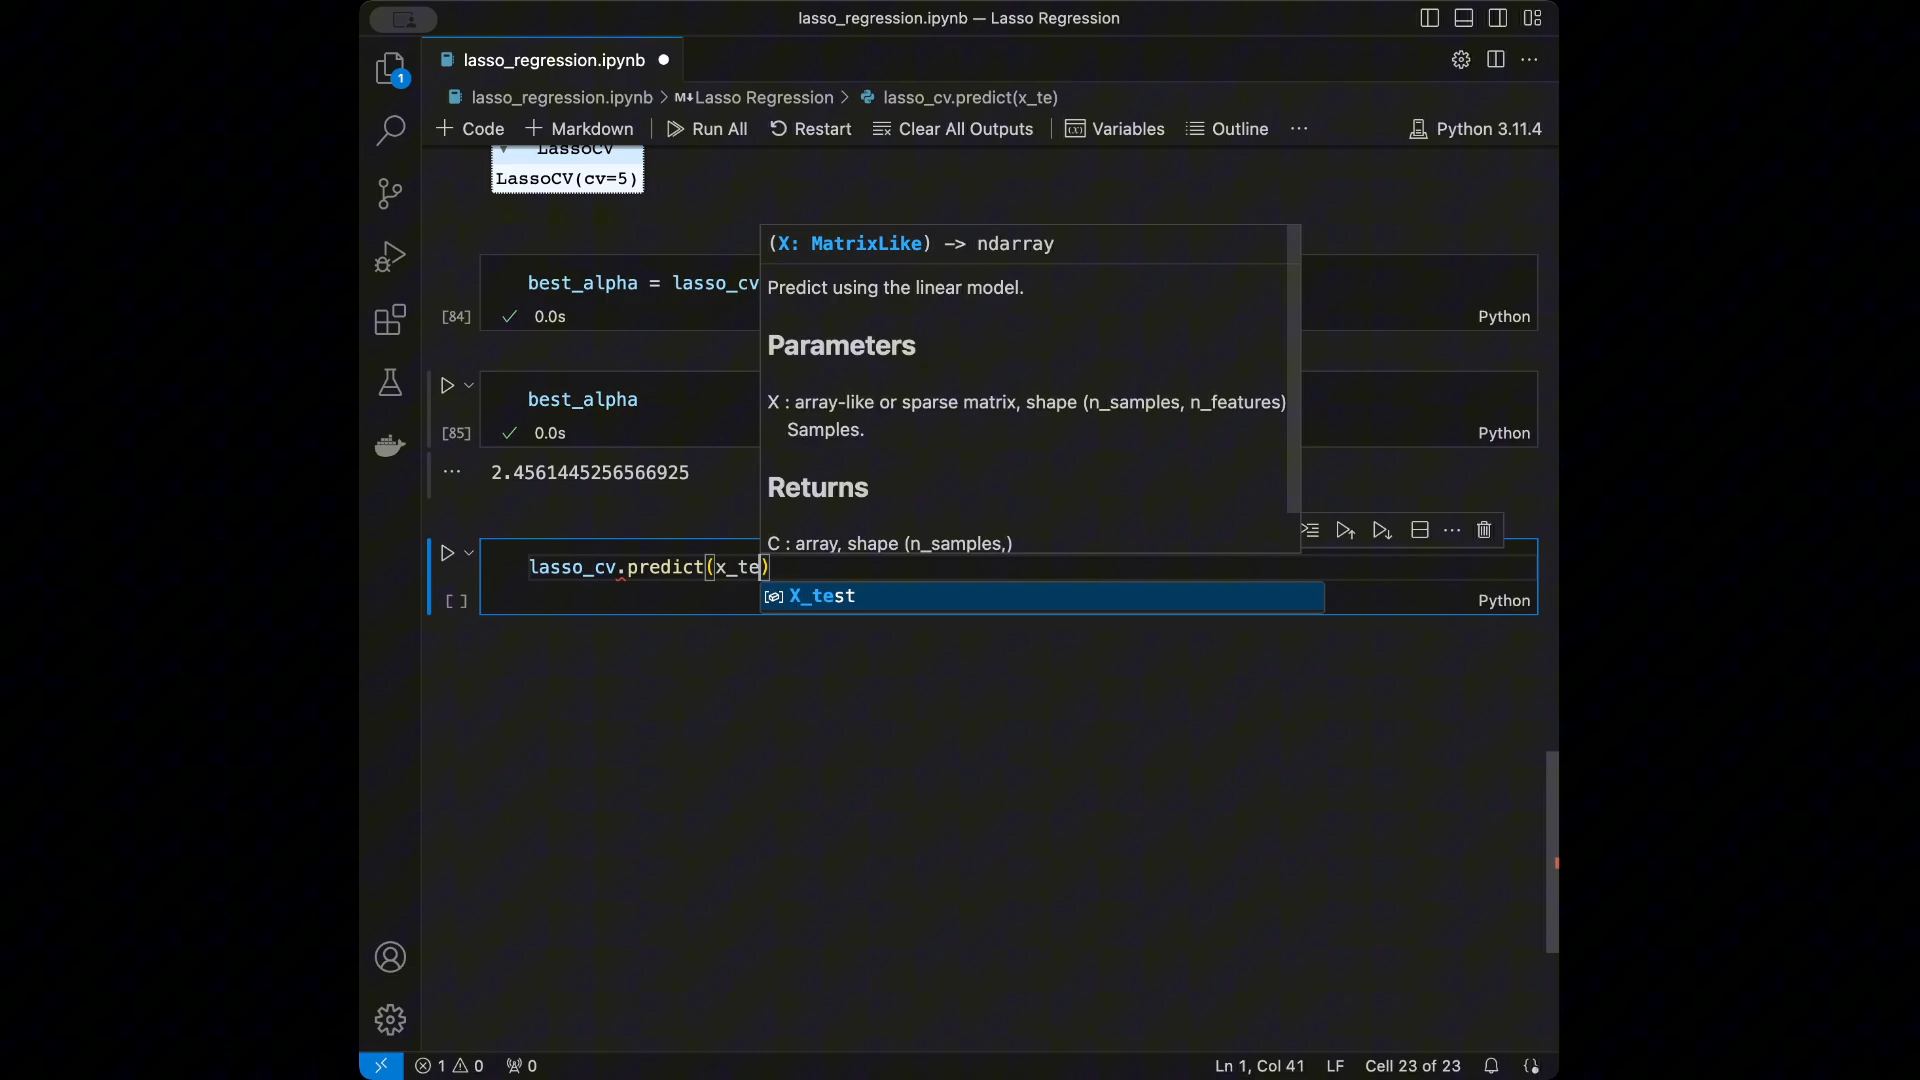 lasso_regression.ipynb — Lasso Regression
lasso_regression.ipynb
1
lasso_regression.ipynb > M↓Lasso Regression > lasso_cv.predict(x_te)
+ Code + Markdown Run All Restart Clear All Outputs Variables Outline ··· Python 3.11.4
LassoCV
LassoCV(cv=5)
(X: MatrixLike) -> ndarray
best_alpha = lasso_cv
Predict using the linear model.
[84] 0.0s Python
Parameters
best_alpha
X : array-like or sparse matrix, shape (n_samples, n_features)
Samples.
[85] 0.0s Python
··· 2.4561445256566925
Returns
C : array, shape (n_samples,)
lasso_cv.predict(x_te)
X_test
[ ] Python
1 0 0 Ln 1, Col 41 LF Cell 23 of 23